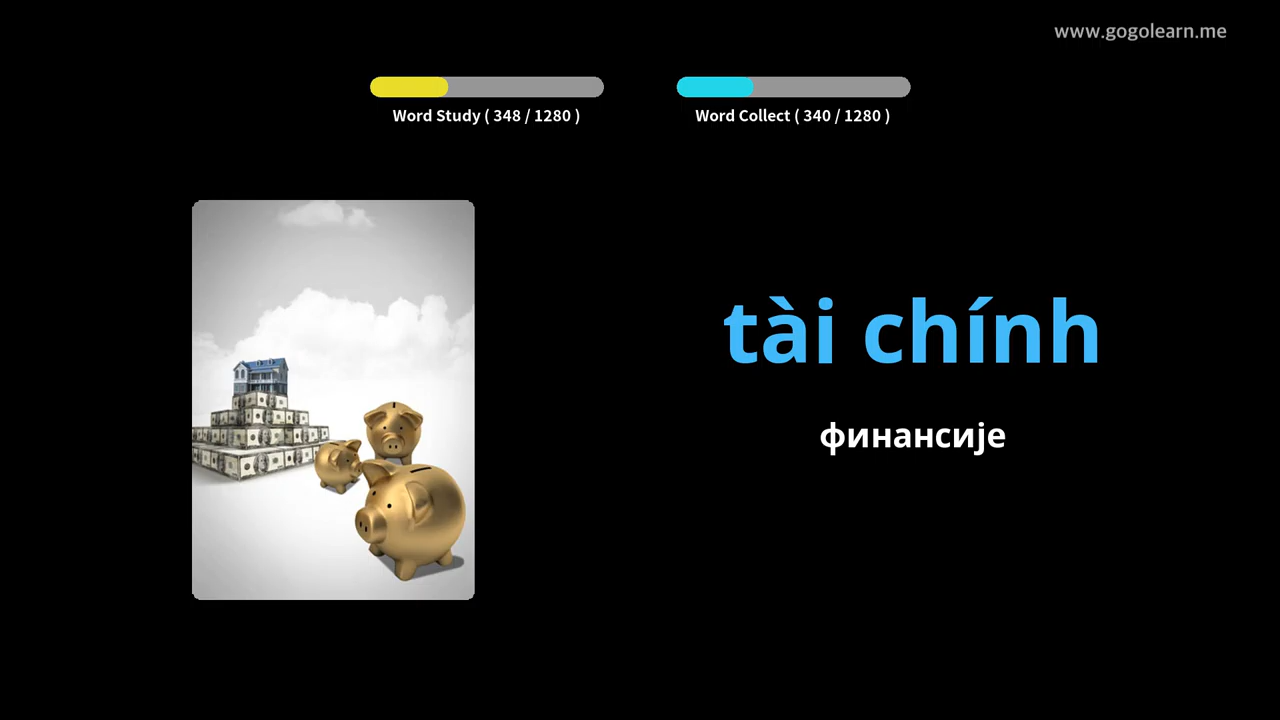 www.gogolearn.me
Word Study ( 348 / 1280 )
Word Collect ( 340 / 1280 )
tài chính
финансије